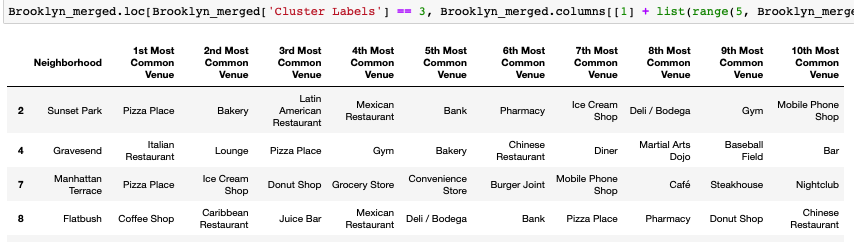 Brooklyn_merged.loc[Brooklyn_merged['Cluster Labels'] == 3, Brooklyn_merged.columns[[1] + list(range(5, Brooklyn_merge
Neighborhood 1st Most Common Venue 2nd Most Common Venue 3rd Most Common Venue 4th Most Common Venue 5th Most Common Venue 6th Most Common Venue 7th Most Common Venue 8th Most Common Venue 9th Most Common Venue 10th Most Common Venue
2 Sunset Park Pizza Place Bakery Latin American Restaurant Mexican Restaurant Bank Pharmacy Ice Cream Shop Deli / Bodega Gym Mobile Phone Shop
4 Gravesend Italian Restaurant Lounge Pizza Place Gym Bakery Chinese Restaurant Diner Martial Arts Dojo Baseball Field Bar
7 Manhattan Terrace Pizza Place Ice Cream Shop Donut Shop Grocery Store Convenience Store Burger Joint Mobile Phone Shop Café Steakhouse Nightclub
8 Flatbush Coffee Shop Caribbean Restaurant Juice Bar Mexican Restaurant Deli / Bodega Bank Pizza Place Pharmacy Donut Shop Chinese Restaurant